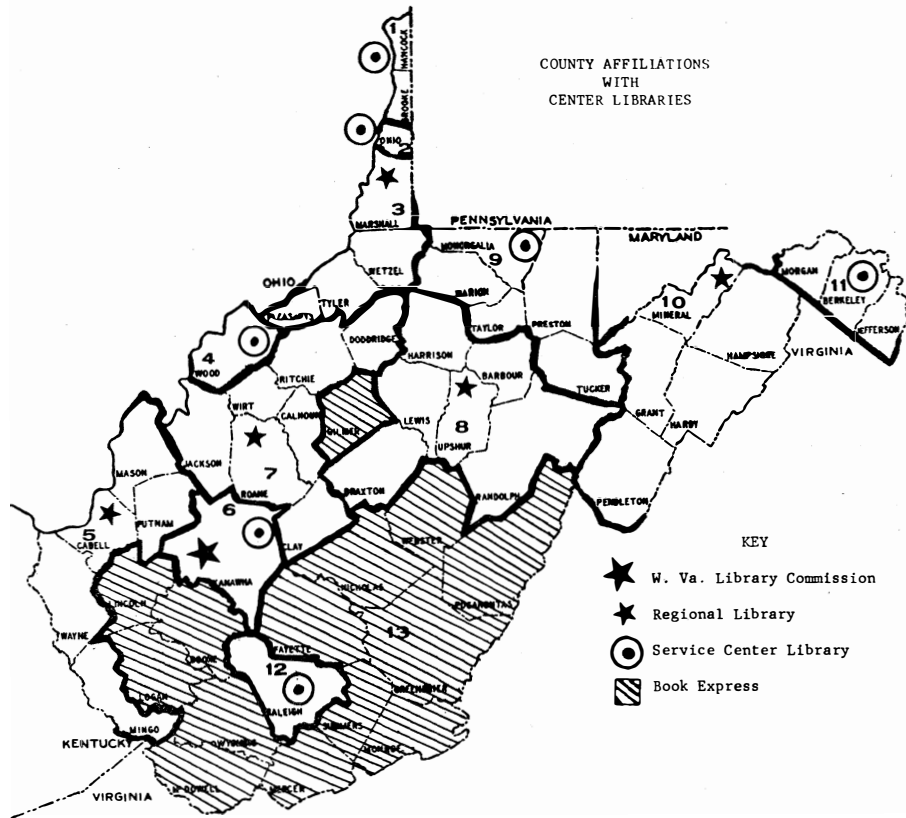 COUNTY AFFILIATIONS
WITH
CENTER LIBRARIES
1
HANCOCK
BROOKE
OHIO
2
3
MARSHALL
PENNSYLVANIA
MONONGALIA
9
MARYLAND
WETZEL
OHIO
MARION
MORGAN
11
BERKELEY
JEFFERSON
10
MINERAL
TYLER
PLEASANTS
DODDRIDGE
TAYLOR
PRESTON
HAMPSHIRE
VIRGINIA
4
WOOD
HARRISON
BARBOUR
RITCHIE
TUCKER
WIRT
CALHOUN
GILMER
LEWIS
8
UPSHUR
GRANT
HARDY
MASON
JACKSON
7
ROANE
BRAXTON
RANDOLPH
PENDLETON
6
PUTNAM
5
CABELL
CLAY
WEBSTER
KANAWHA
KEY
W. Va. Library Commission
NICHOLAS
LINCOLN
POCAHONTAS
Regional Library
WAYNE
13
FAYETTE
Service Center Library
BOONE
12
GREENBRIER
LOGAN
RALEIGH
Book Express
SUMMERS
MINGO
KENTUCKY
WYOMING
MONROE
McDOWELL
MERCER
VIRGINIA